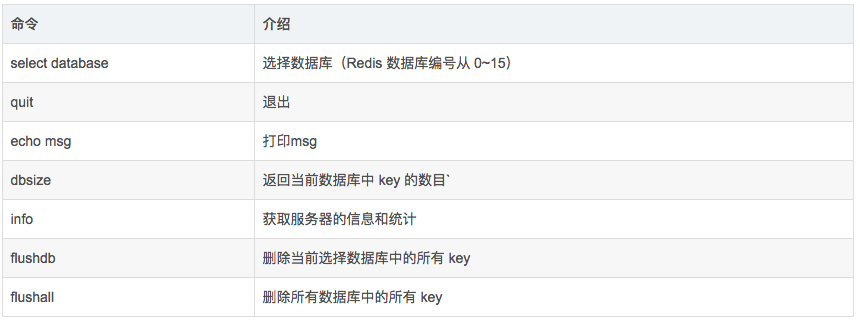 命令 介绍
select database 选择数据库（Redis 数据库编号从 0~15）
quit 退出
echo msg 打印msg
dbsize 返回当前数据库中 key 的数目`
info 获取服务器的信息和统计
flushdb 删除当前选择数据库中的所有 key
flushall 删除所有数据库中的所有 key